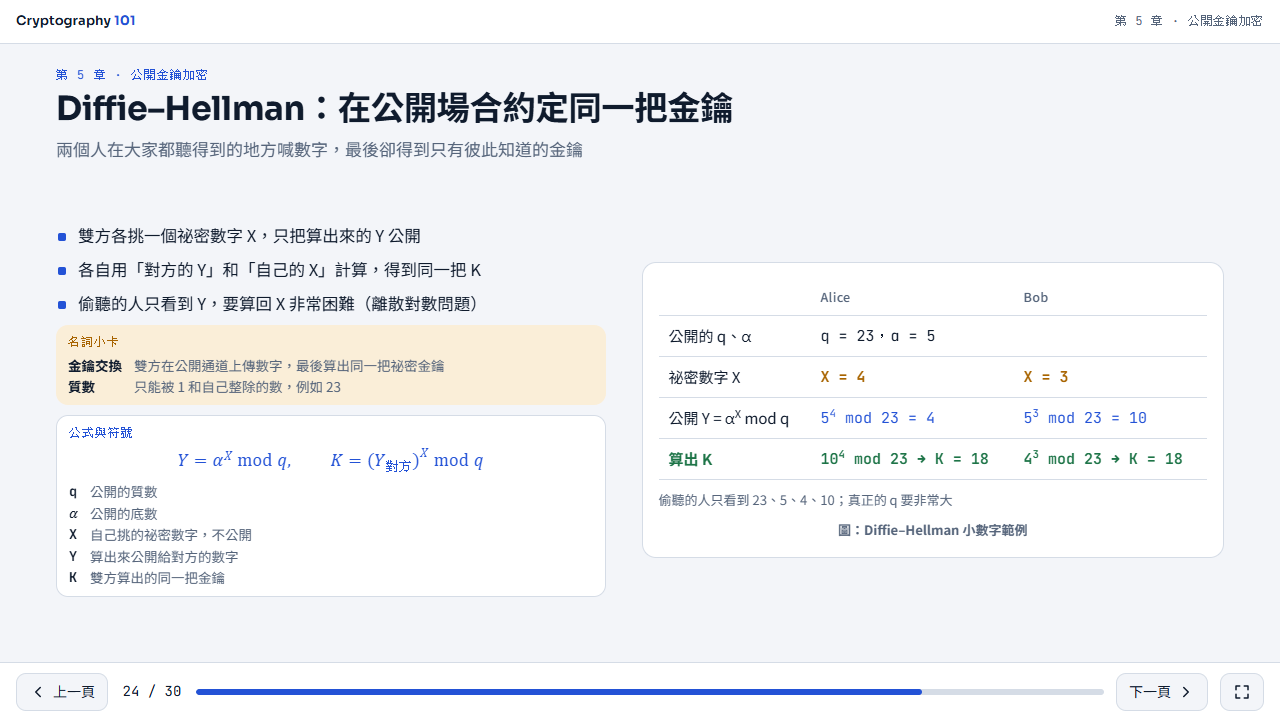 Cryptography 101
第 5 章 · 公開金鑰加密
第 5 章 · 公開金鑰加密
Diffie–Hellman：在公開場合約定同一把金鑰
兩個人在大家都聽得到的地方喊數字，最後卻得到只有彼此知道的金鑰
雙方各挑一個祕密數字 X，只把算出來的 Y 公開
各自用「對方的 Y」和「自己的 X」計算，得到同一把 K
偷聽的人只看到 Y，要算回 X 非常困難（離散對數問題）
名詞小卡
金鑰交換 雙方在公開通道上傳數字，最後算出同一把祕密金鑰
質數 只能被 1 和自己整除的數，例如 23
公式與符號
Y = α^X mod q, K = (Y_對方)^X mod q
q 公開的質數
α 公開的底數
X 自己挑的祕密數字，不公開
Y 算出來公開給對方的數字
K 雙方算出的同一把金鑰
Alice Bob
公開的 q、α q = 23，α = 5
祕密數字 X X = 4 X = 3
公開 Y = α^X mod q 5^4 mod 23 = 4 5^3 mod 23 = 10
算出 K 10^4 mod 23 → K = 18 4^3 mod 23 → K = 18
偷聽的人只看到 23、5、4、10；真正的 q 要非常大
圖：Diffie–Hellman 小數字範例
上一頁 24 / 30 下一頁